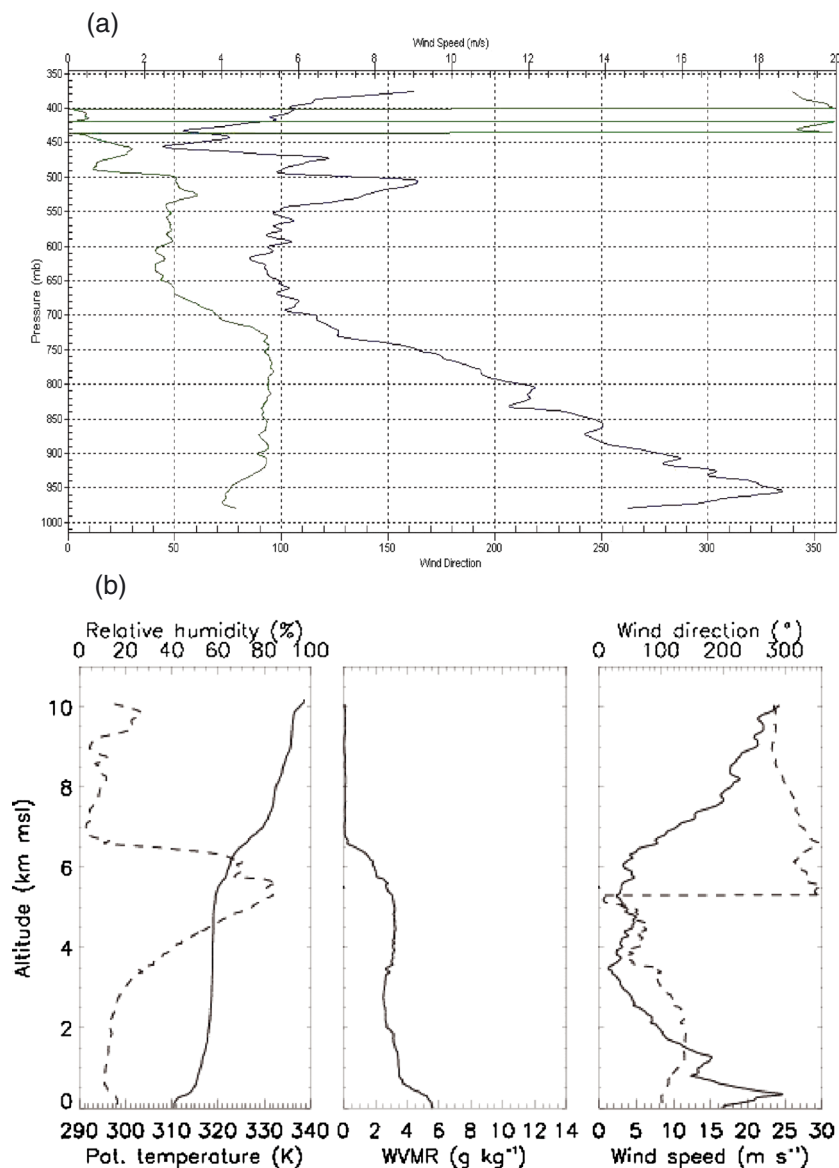 (a)
Wind Speed (m/s)
0 2 4 6 8 10 12 14 16 18 20
350
400
450
500
550
600
650
700
750
800
850
900
950
1000
Pressure (mb)
0 50 100 150 200 250 300 350
Wind Direction
(b)
Relative humidity (%)
0 20 40 60 80 100
Wind direction (°)
0 100 200 300
10
8
6
4
2
0
Altitude (km msl)
290 300 310 320 330 340
Pot. temperature (K)
0 2 4 6 8 10 12 14
WVMR (g kg⁻¹)
0 5 10 15 20 25 30
Wind speed (m s⁻¹)